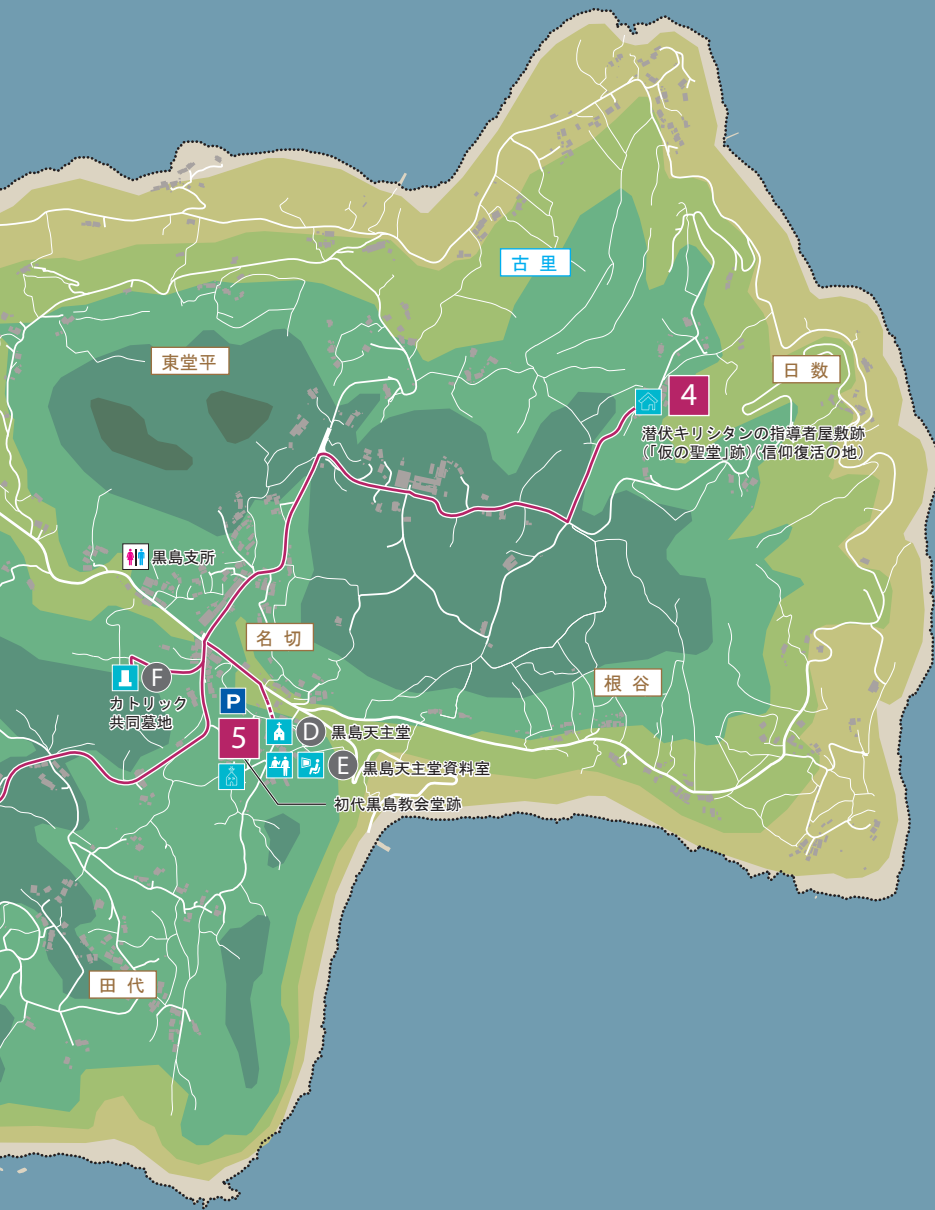 古里
東堂平
日数
4
潜伏キリシタンの指導者屋敷跡
(「仮の聖堂」跡)(信仰復活の地)
黒島支所
名切
根谷
F
カトリック
共同墓地
P
5
D
黒島天主堂
E
黒島天主堂資料室
初代黒島教会堂跡
田代